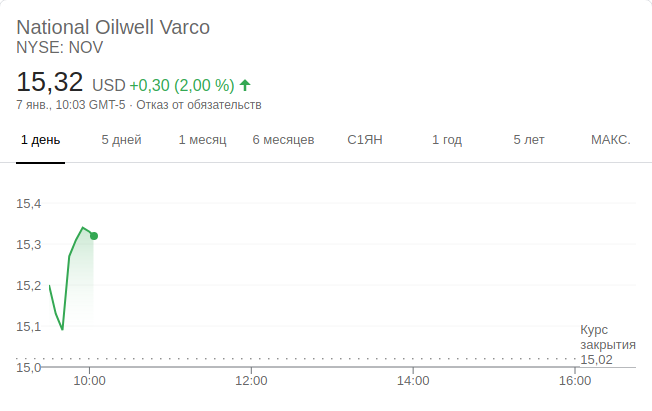 National Oilwell Varco
NYSE: NOV
15,32 USD +0,30 (2,00 %)
7 янв., 10:03 GMT-5 · Отказ от обязательств
1 день 5 дней 1 месяц 6 месяцев С1ЯН 1 год 5 лет МАКС.
15,4
15,3
15,2
15,1
15,0
Курс
закрытия
15,02
10:00 12:00 14:00 16:00